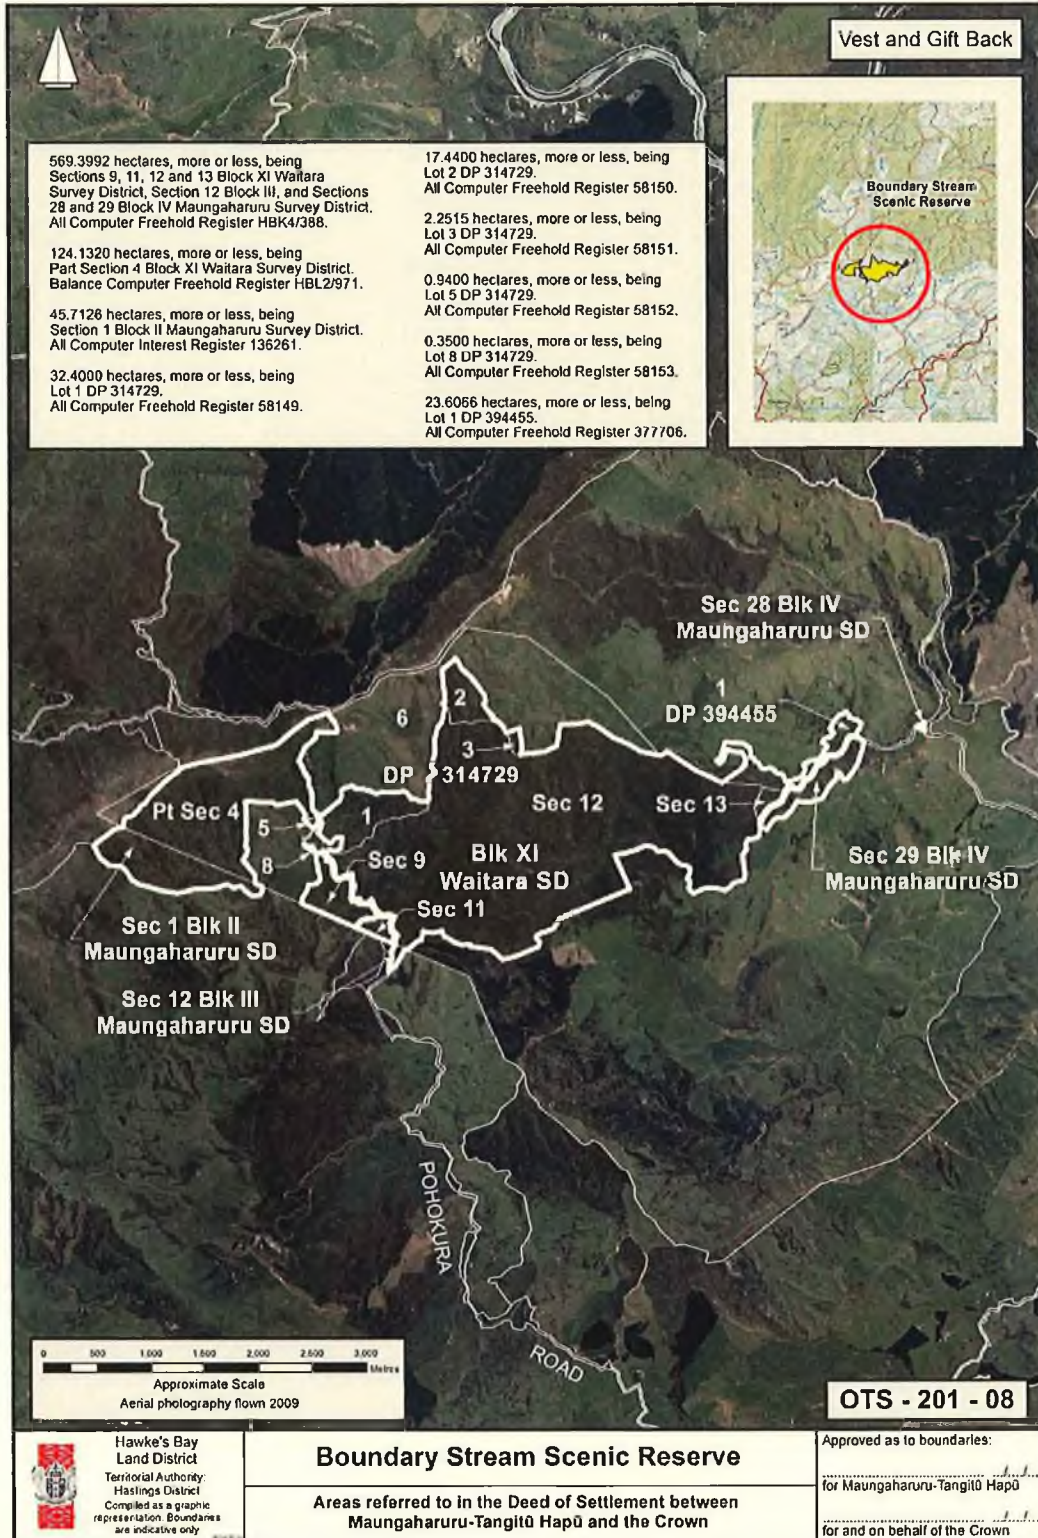 Vest and Gift Back
569.3992 hectares, more or less, being
Sections 9, 11, 12 and 13 Block XI Waitara
Survey District, Section 12 Block III, and Sections
28 and 29 Block IV Maungaharuru Survey District.
All Computer Freehold Register HBK4/388.
124.1320 hectares, more or less, being
Part Section 4 Block XI Waitara Survey District.
Balance Computer Freehold Register HBL2/971.
45.7126 hectares, more or less, being
Section 1 Block II Maungaharuru Survey District.
All Computer Interest Register 136261.
32.4000 hectares, more or less, being
Lot 1 DP 314729.
All Computer Freehold Register 58149.
17.4400 hectares, more or less, being
Lot 2 DP 314729.
All Computer Freehold Register 58150.
2.2515 hectares, more or less, being
Lot 3 DP 314729.
All Computer Freehold Register 58151.
0.9400 hectares, more or less, being
Lot 5 DP 314729.
All Computer Freehold Register 58152.
0.3500 hectares, more or less, being
Lot 8 DP 314729.
All Computer Freehold Register 58153.
23.6066 hectares, more or less, being
Lot 1 DP 394455.
All Computer Freehold Register 377706.
Boundary Stream
Scenic Reserve
Sec 28 Blk IV
Maungaharuru SD
1
DP 394455
2
6
3
DP 314729
Pt Sec 4
Sec 12
Sec 13
1
5
8
Sec 9
Blk XI
Waitara SD
Sec 29 Blk IV
Maungaharuru SD
Sec 11
Sec 1 Blk II
Maungaharuru SD
Sec 12 Blk III
Maungaharuru SD
POHOKURA
ROAD
0 500 1,000 1,500 2,000 2,500 3,000
Metres
Approximate Scale
Aerial photography flown 2009
OTS - 201 - 08
Hawke's Bay
Land District
Territorial Authority:
Hastings District
Compiled as a graphic
representation. Boundaries
are indicative only
Boundary Stream Scenic Reserve
Areas referred to in the Deed of Settlement between
Maungaharuru-Tangitū Hapū and the Crown
Approved as to boundaries:
....................................../....../......
for Maungaharuru-Tangitū Hapū
....................................../....../......
for and on behalf of the Crown